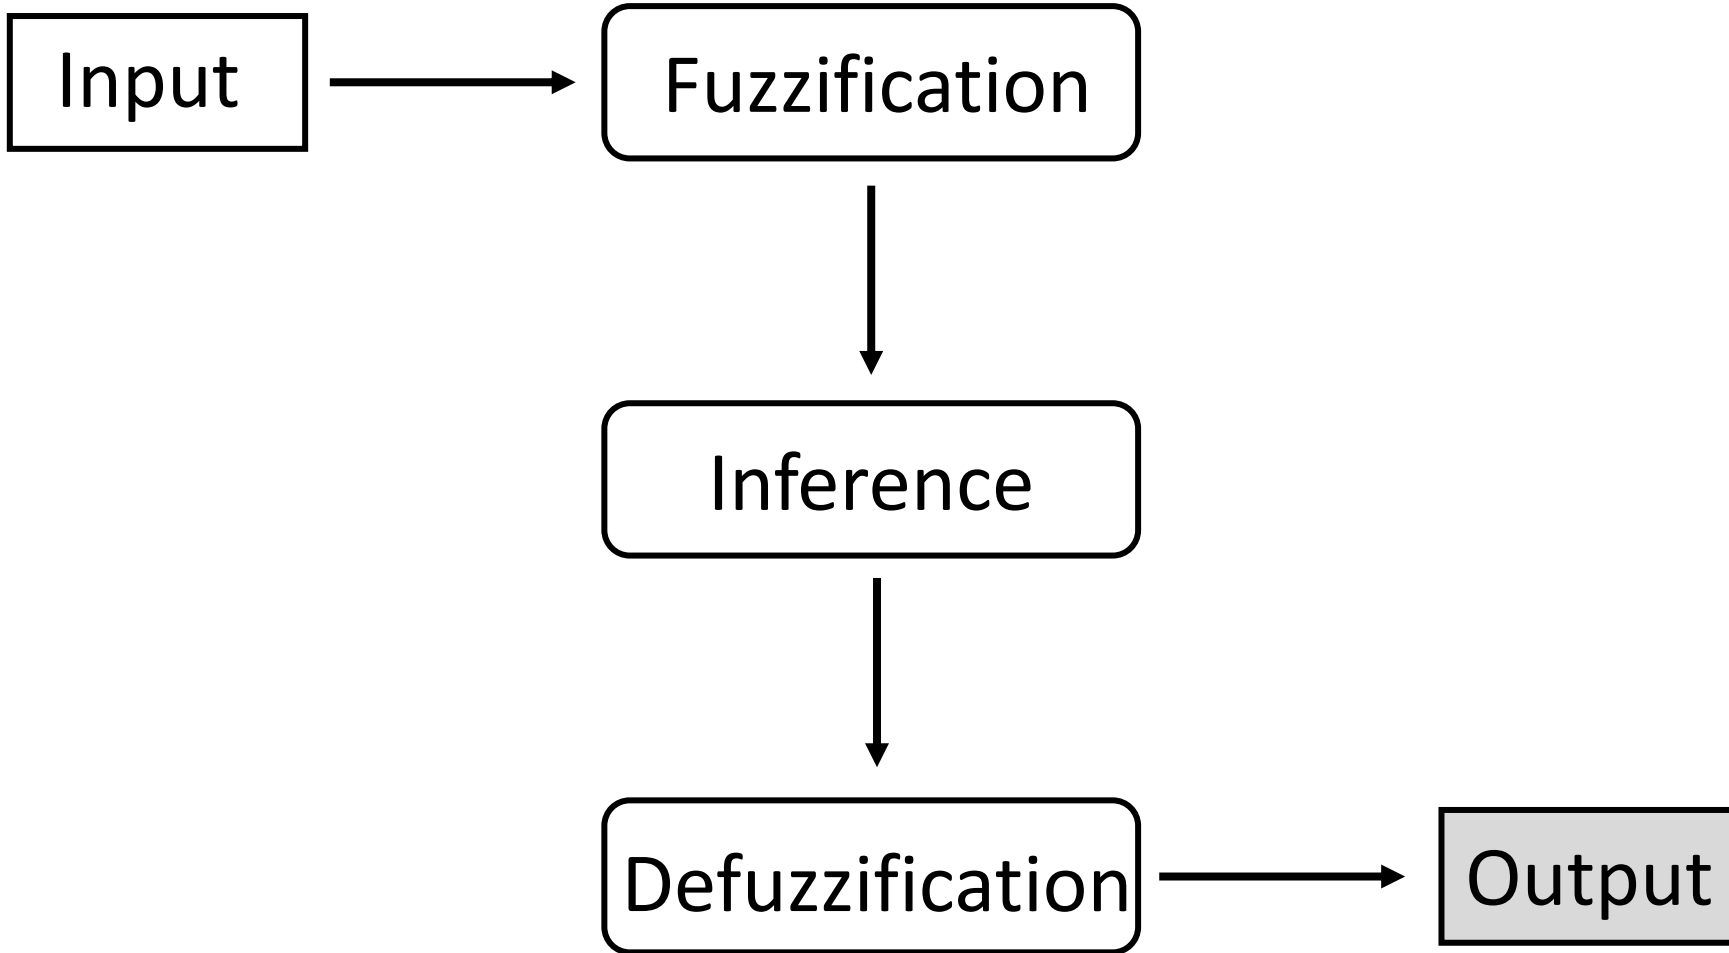 Input
Fuzzification
Inference
Defuzzification
Output